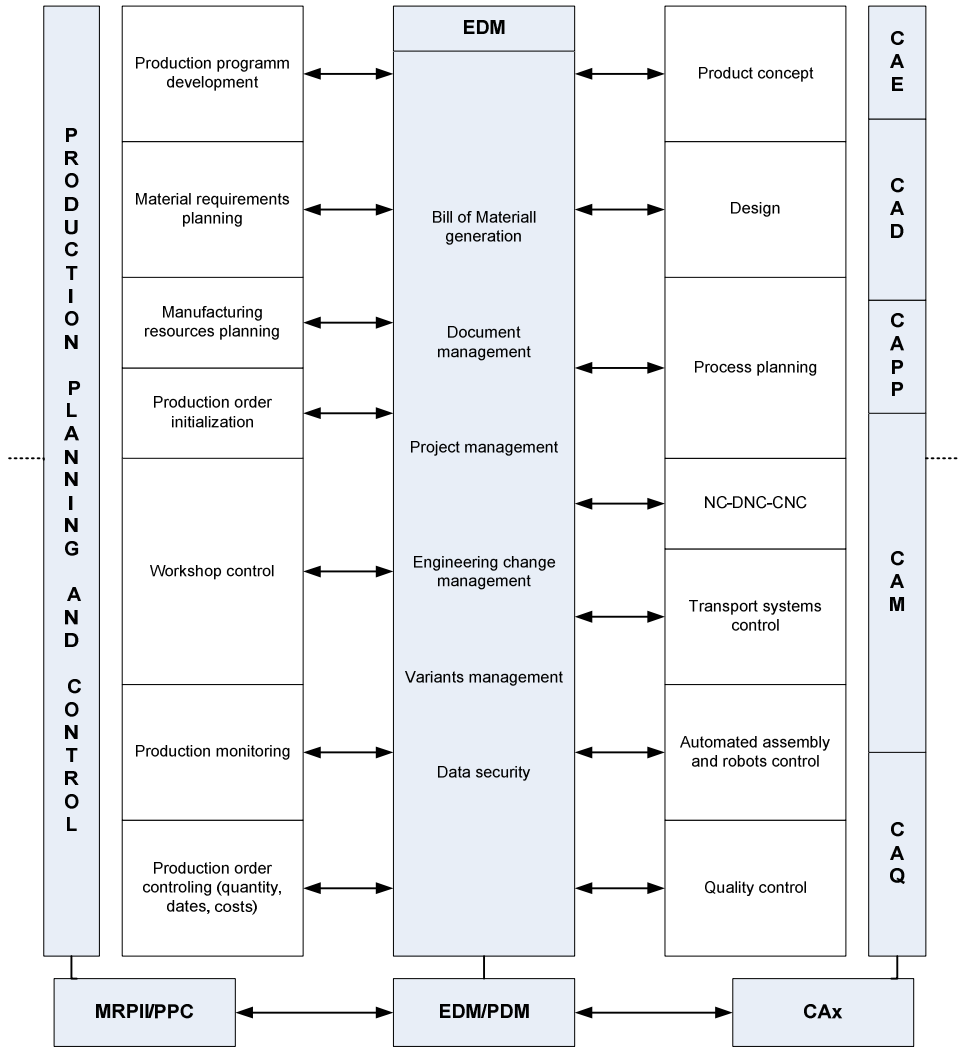 PRODUCTION PLANNING AND CONTROL
Production programm
development
Material requirements
planning
Manufacturing
resources planning
Production order
initialization
Workshop control
Production monitoring
Production order
controling (quantity,
dates, costs)
EDM
Bill of Materiall
generation
Document
management
Project management
Engineering change
management
Variants management
Data security
Product concept
Design
Process planning
NC-DNC-CNC
Transport systems
control
Automated assembly
and robots control
Quality control
CAE
CAD
CAPP
CAM
CAQ
MRPII/PPC
EDM/PDM
CAx